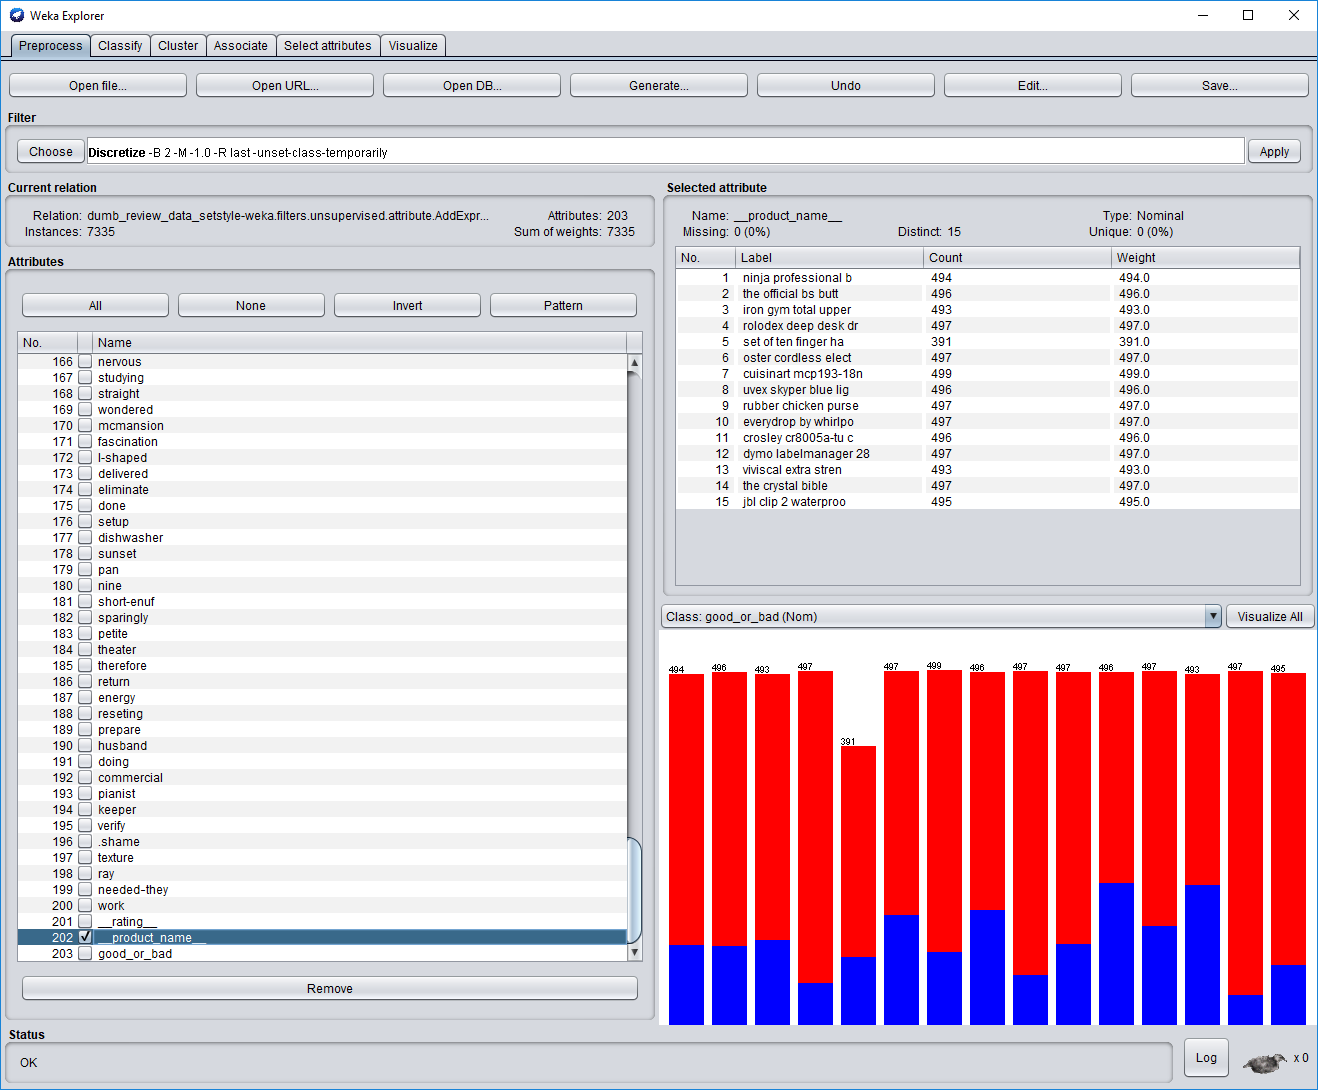 Weka Explorer
Preprocess Classify Cluster Associate Select attributes Visualize
Open file... Open URL... Open DB... Generate... Undo Edit... Save...
Filter
Choose Discretize -B 2 -M -1.0 -R last -unset-class-temporarily Apply
Current relation
Relation: dumb_review_data_setstyle-weka.filters.unsupervised.attribute.AddExpr... Attributes: 203
Instances: 7335 Sum of weights: 7335
Attributes
All None Invert Pattern
No. Name
166 nervous
167 studying
168 straight
169 wondered
170 mcmansion
171 fascination
172 l-shaped
173 delivered
174 eliminate
175 done
176 setup
177 dishwasher
178 sunset
179 pan
180 nine
181 short-enuf
182 sparingly
183 petite
184 theater
185 therefore
186 return
187 energy
188 reseting
189 prepare
190 husband
191 doing
192 commercial
193 pianist
194 keeper
195 verify
196 .shame
197 texture
198 ray
199 needed-they
200 work
201 __rating__
202 __product_name__
203 good_or_bad
Remove
Selected attribute
Name: __product_name__ Type: Nominal
Missing: 0 (0%) Distinct: 15 Unique: 0 (0%)
No. Label Count Weight
1 ninja professional b 494 494.0
2 the official bs butt 496 496.0
3 iron gym total upper 493 493.0
4 rolodex deep desk dr 497 497.0
5 set of ten finger ha 391 391.0
6 oster cordless elect 497 497.0
7 cuisinart mcp193-18n 499 499.0
8 uvex skyper blue lig 496 496.0
9 rubber chicken purse 497 497.0
10 everydrop by whirlpo 497 497.0
11 crosley cr8005a-tu c 496 496.0
12 dymo labelmanager 28 497 497.0
13 viviscal extra stren 493 493.0
14 the crystal bible 497 497.0
15 jbl clip 2 waterproo 495 495.0
Class: good_or_bad (Nom) Visualize All
494 496 493 497 391 497 499 496 497 497 496 497 493 497 495
Status
OK
Log x 0